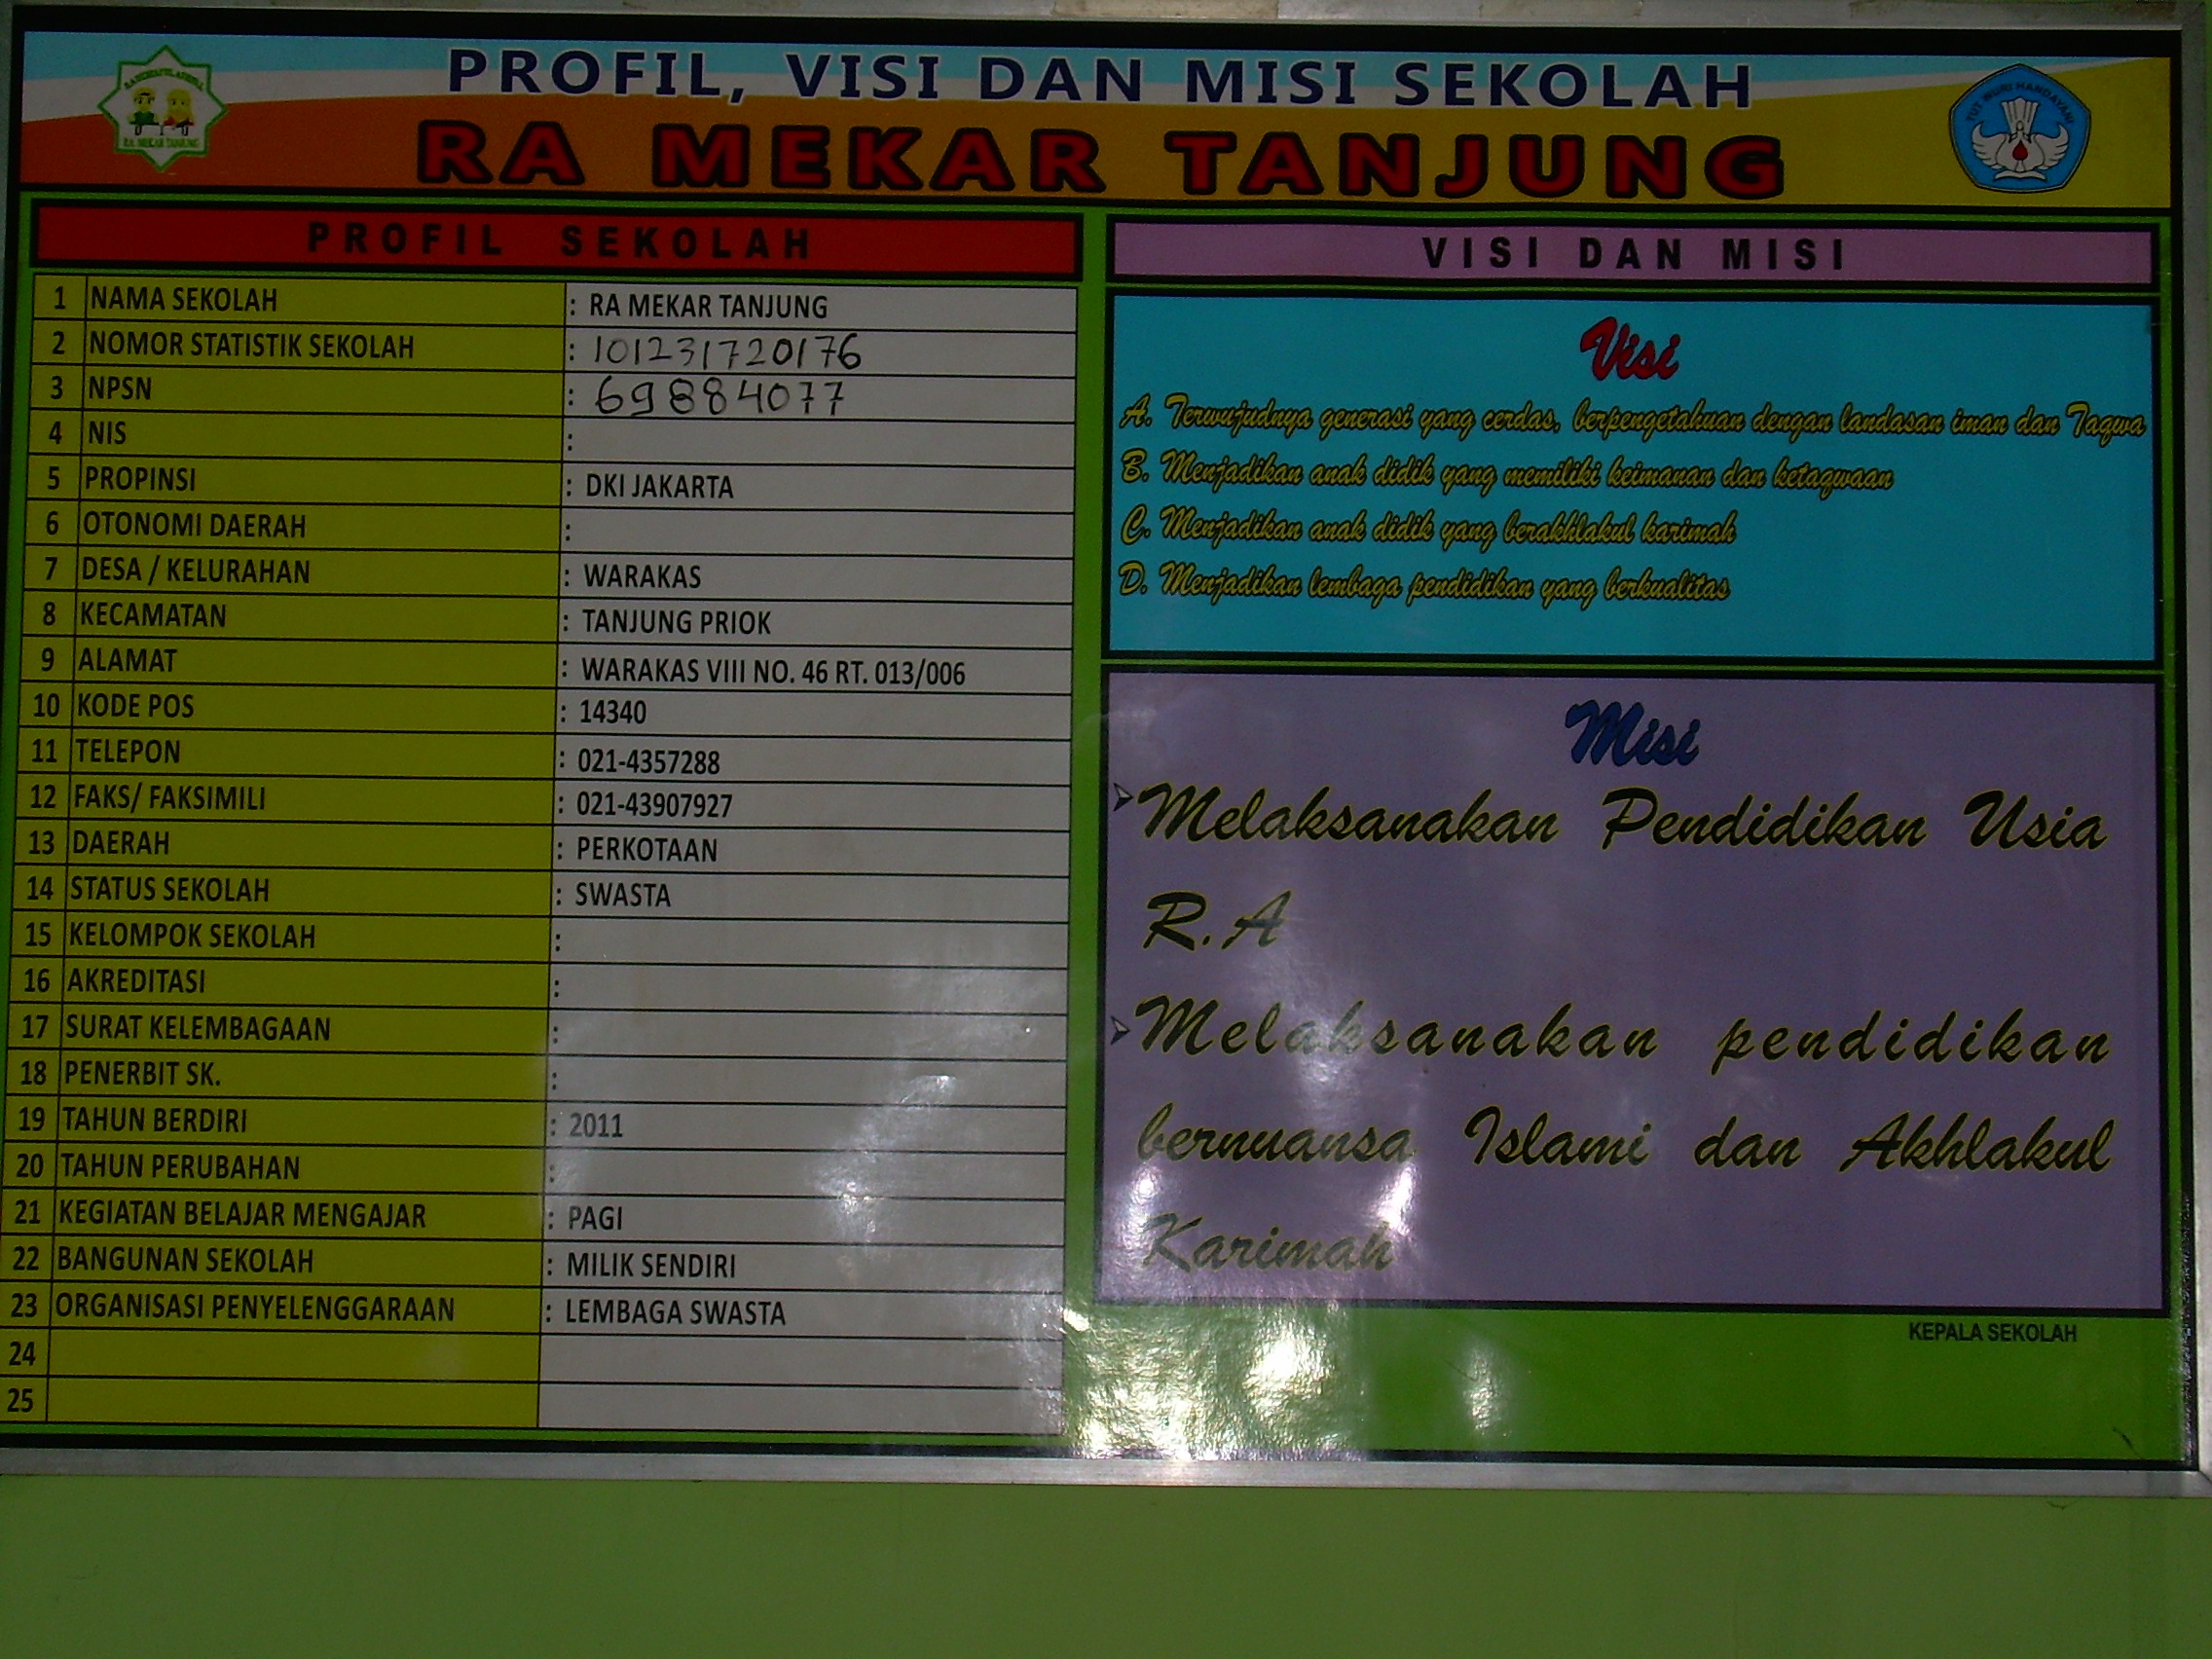 PROFIL, VISI DAN MISI SEKOLAH
RA MEKAR TANJUNG
RA MEKAR TANJUNG
TUT WURI HANDAYANI
PROFIL SEKOLAH
1 NAMA SEKOLAH : RA MEKAR TANJUNG
2 NOMOR STATISTIK SEKOLAH : 101231720176
3 NPSN : 69884077
4 NIS :
5 PROPINSI : DKI JAKARTA
6 OTONOMI DAERAH :
7 DESA / KELURAHAN : WARAKAS
8 KECAMATAN : TANJUNG PRIOK
9 ALAMAT : WARAKAS VIII NO. 46 RT. 013/006
10 KODE POS : 14340
11 TELEPON : 021-4357288
12 FAKS/ FAKSIMILI : 021-43907927
13 DAERAH : PERKOTAAN
14 STATUS SEKOLAH : SWASTA
15 KELOMPOK SEKOLAH :
16 AKREDITASI :
17 SURAT KELEMBAGAAN :
18 PENERBIT SK. :
19 TAHUN BERDIRI : 2011
20 TAHUN PERUBAHAN :
21 KEGIATAN BELAJAR MENGAJAR : PAGI
22 BANGUNAN SEKOLAH : MILIK SENDIRI
23 ORGANISASI PENYELENGGARAAN : LEMBAGA SWASTA
24
25
VISI DAN MISI
Visi
A. Terwujudnya generasi yang cerdas, berpengetahuan dengan landasan iman dan Taqwa
B. Menjadikan anak didik yang memiliki keimanan dan ketaqwaan
C. Menjadikan anak didik yang berakhlakul karimah
D. Menjadikan lembaga pendidikan yang berkualitas
Misi
➢ Melaksanakan Pendidikan Usia
R.A
➢ Melaksanakan pendidikan
bernuansa Islami dan Akhlakul
Karimah
KEPALA SEKOLAH